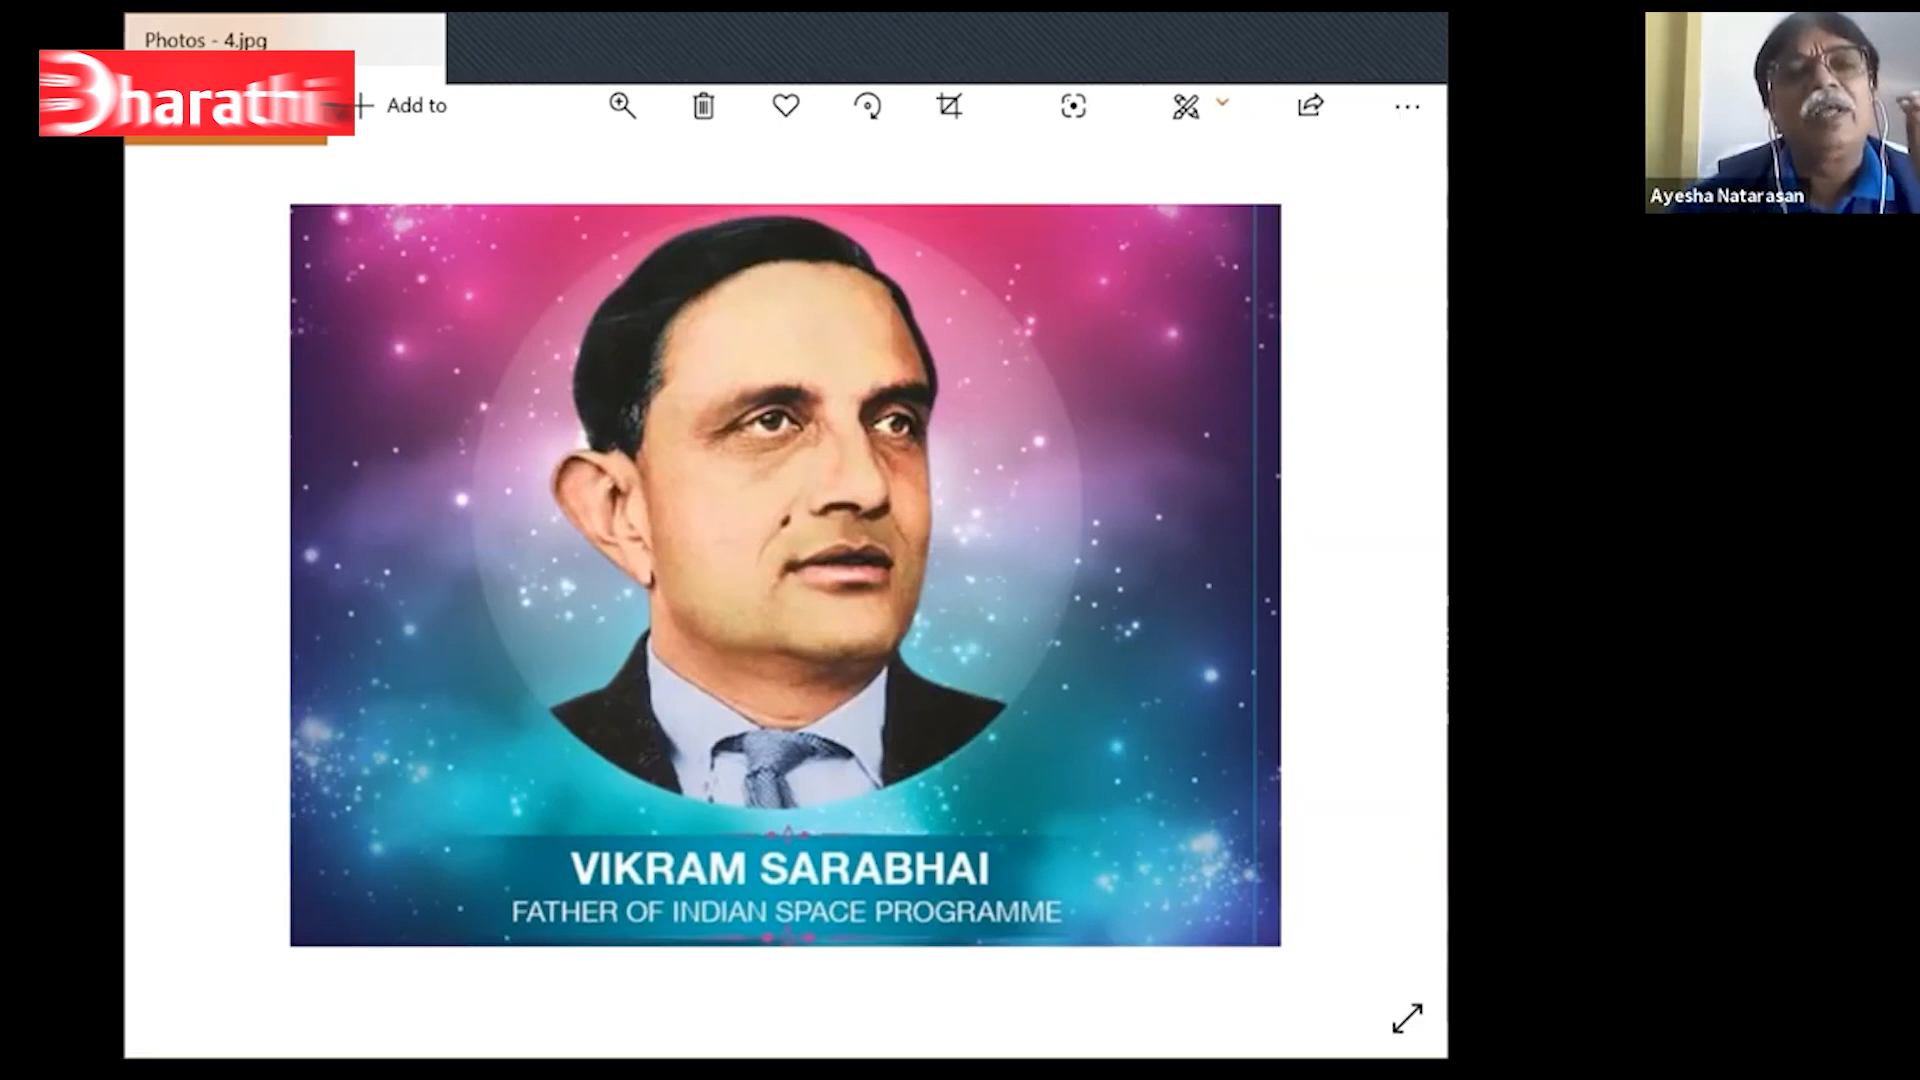 Photos - 4.jpg
Bharathi
Add to
Ayesha Natarasan
VIKRAM SARABHAI
FATHER OF INDIAN SPACE PROGRAMME